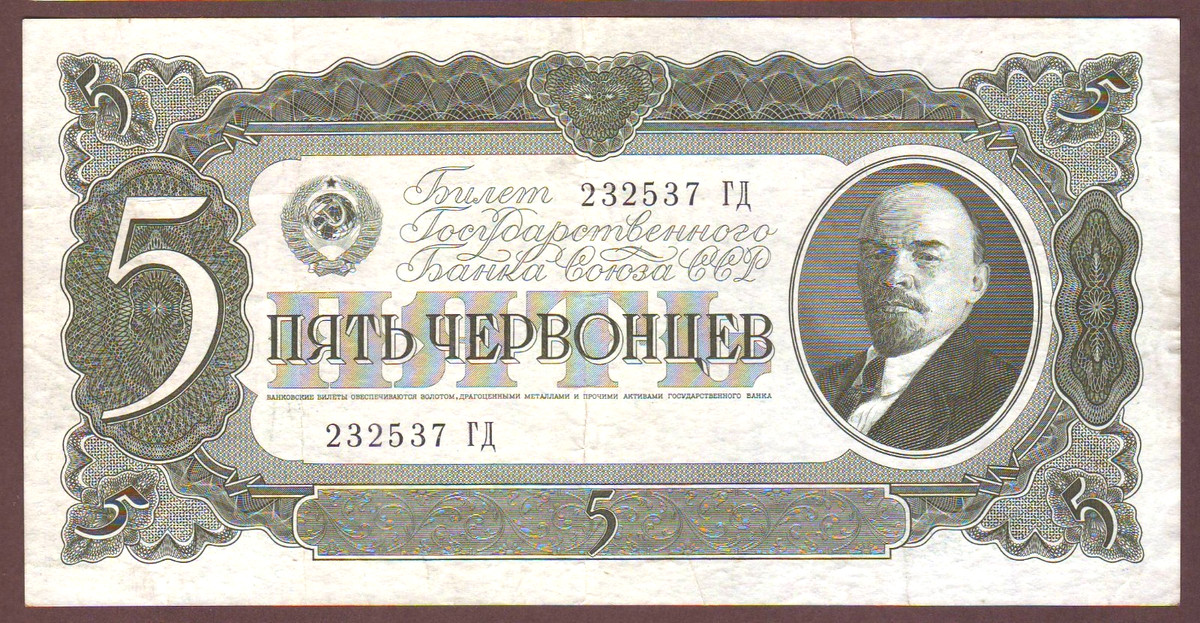 5
5
Билет 232537 ГД
Государственного
Банка Союза ССР
5
ПЯТЬ
ПЯТЬ ЧЕРВОНЦЕВ
БАНКОВСКИЕ БИЛЕТЫ ОБЕСПЕЧИВАЮТСЯ ЗОЛОТОМ, ДРАГОЦЕННЫМИ МЕТАЛЛАМИ И ПРОЧИМИ АКТИВАМИ ГОСУДАРСТВЕННОГО БАНКА
232537 ГД
5
5
5